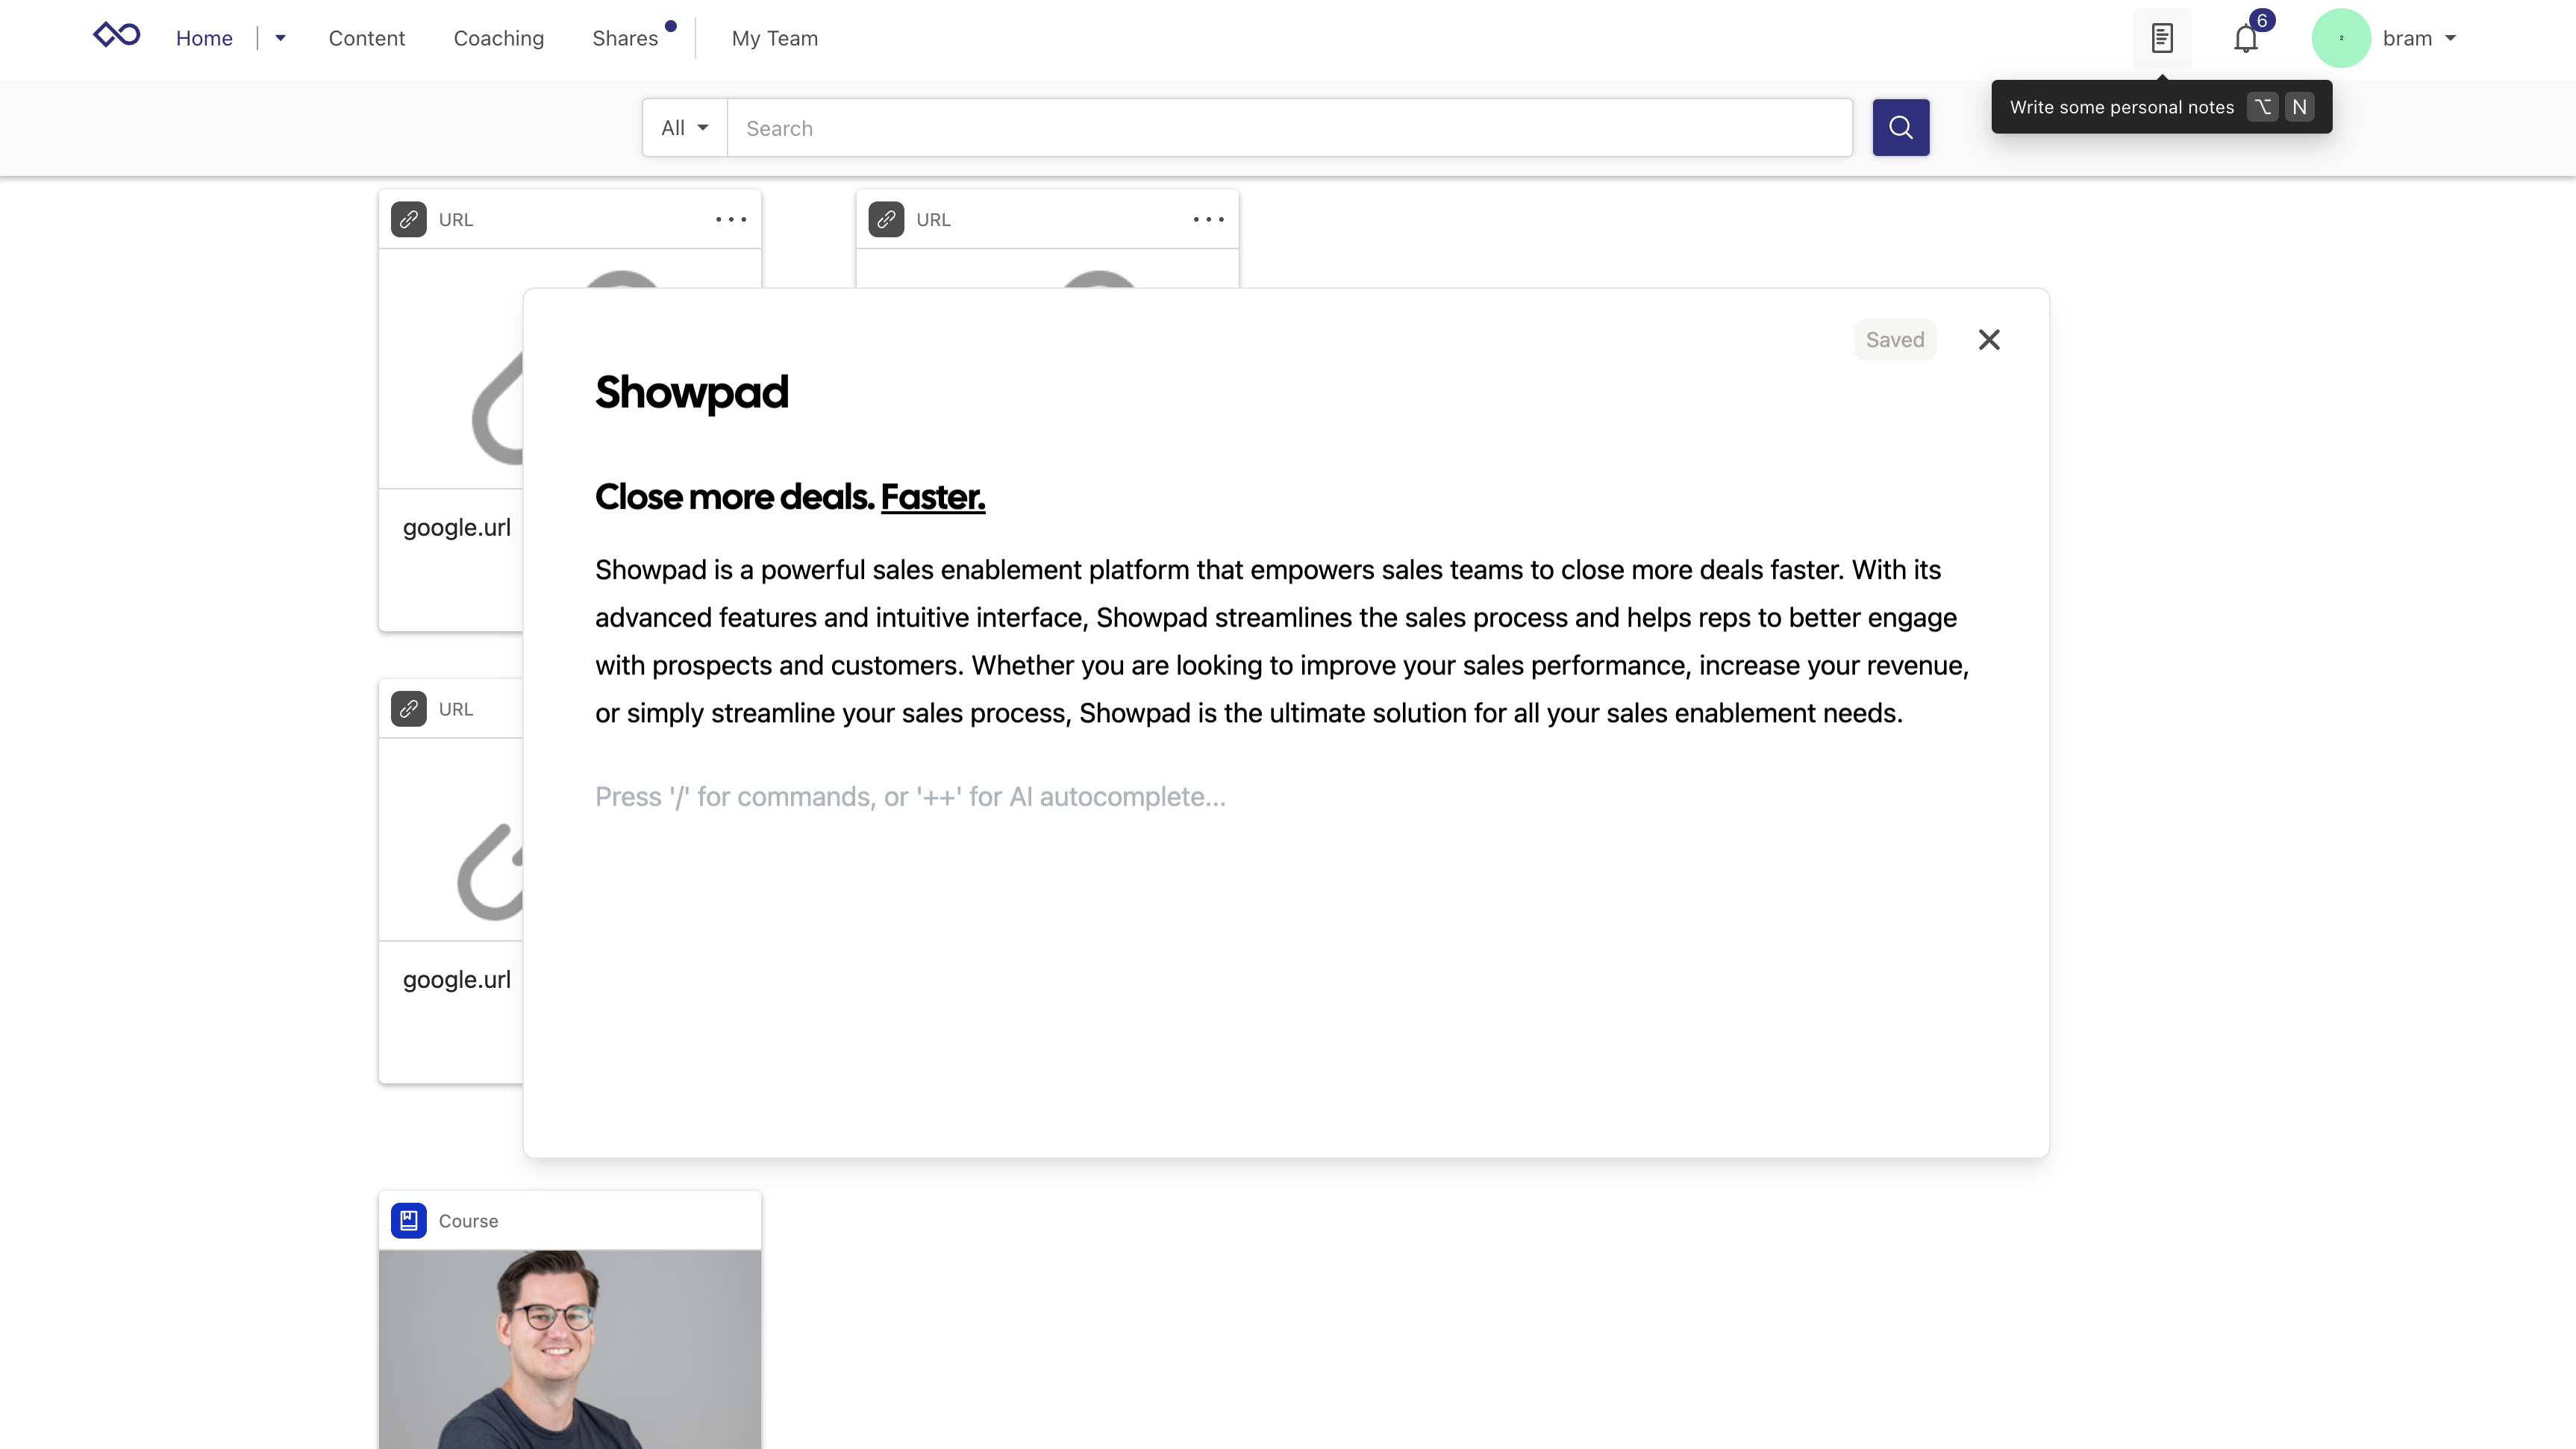 Home
Content
Coaching
Shares
My Team
6
2
bram
Write some personal notes ⌥ N
All
Search
URL
URL
Saved
Showpad
Close more deals. Faster.
google.url
Showpad is a powerful sales enablement platform that empowers sales teams to close more deals faster. With its
advanced features and intuitive interface, Showpad streamlines the sales process and helps reps to better engage
with prospects and customers. Whether you are looking to improve your sales performance, increase your revenue,
or simply streamline your sales process, Showpad is the ultimate solution for all your sales enablement needs.
URL
Press '/' for commands, or '++' for AI autocomplete...
google.url
Course